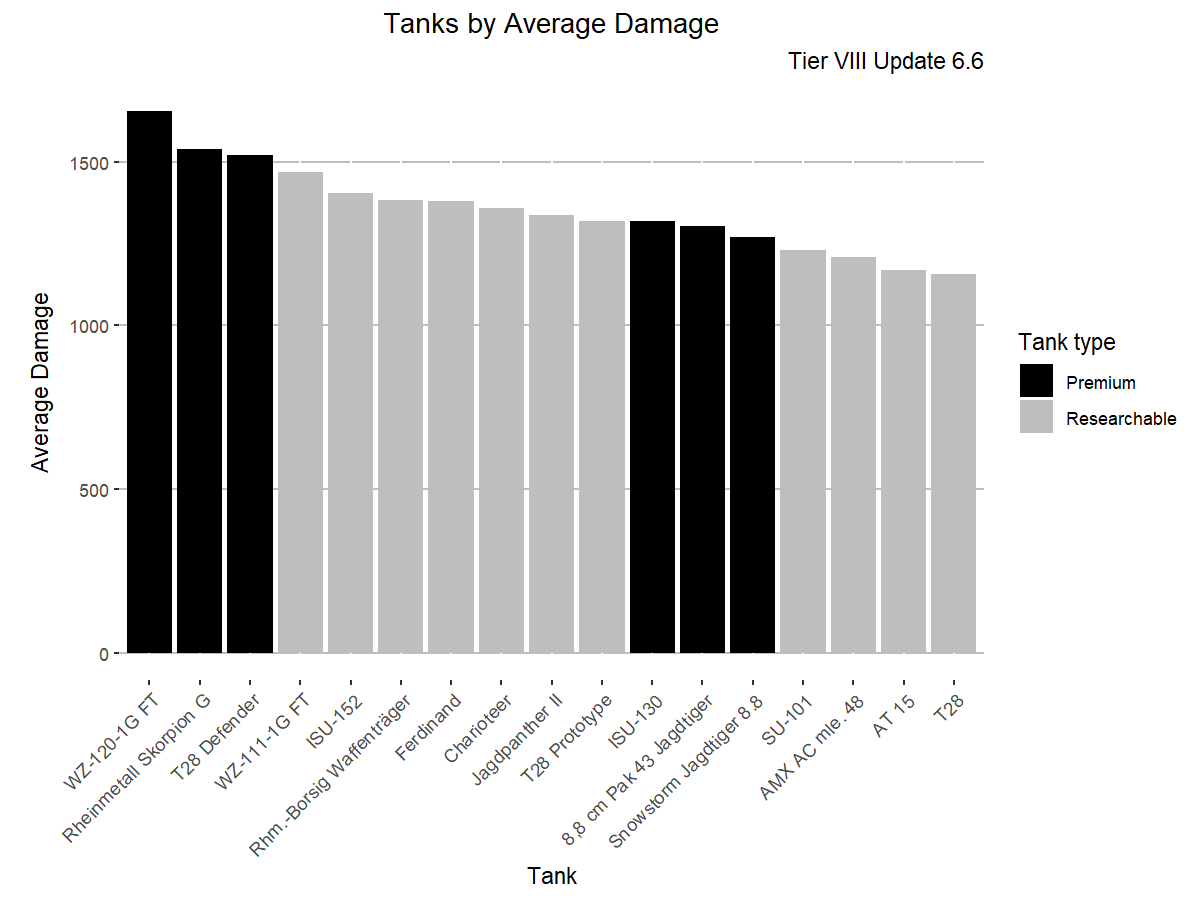 Tanks by Average Damage
Tier VIII Update 6.6
Average Damage
1500
1000
500
0
WZ-120-1G FT
Rheinmetall Skorpion G
T28 Defender
WZ-111-1G FT
ISU-152
Rhm.-Borsig Waffenträger
Ferdinand
Charioteer
Jagdpanther II
T28 Prototype
ISU-130
8,8 cm Pak 43 Jagdtiger
Snowstorm Jagdtiger 8.8
SU-101
AMX AC mle. 48
AT 15
T28
Tank
Tank type
Premium
Researchable